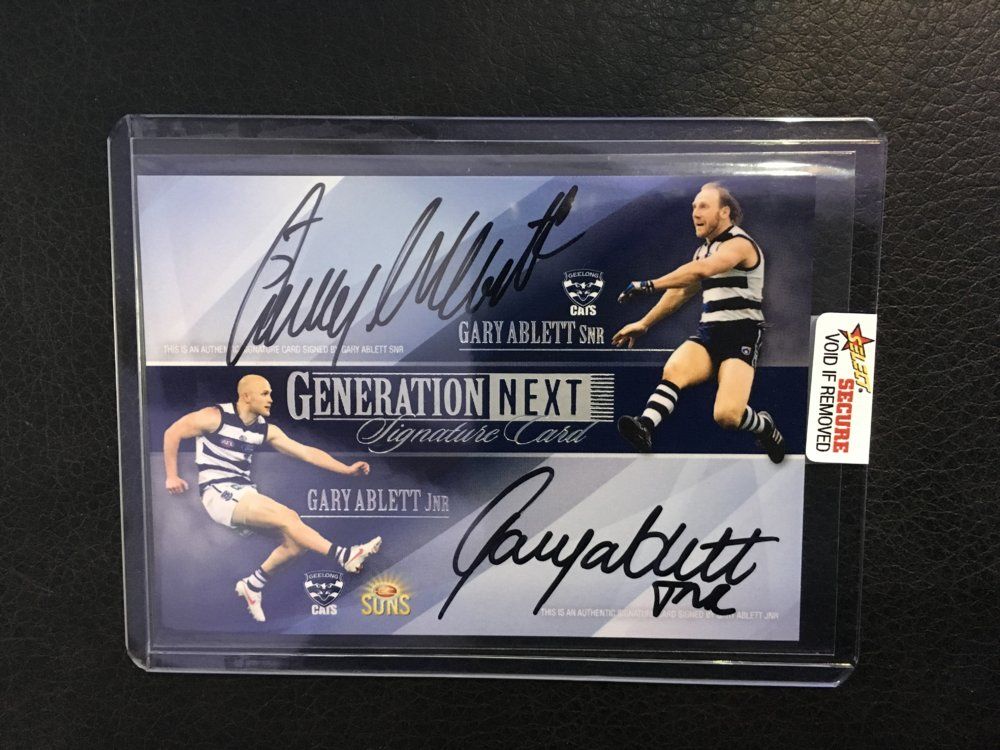 Gary Ablett
GEELONG
CATS
GARY ABLETT SNR
THIS IS AN AUTHENTIC SIGNATURE CARD SIGNED BY GARY ABLETT SNR
GENERATION NEXT
Signature Card
SELECT
SECURE
VOID IF REMOVED
GARY ABLETT JNR
Gary Ablett
Jnr
GEELONG
CATS
SUNS
THIS IS AN AUTHENTIC SIGNATURE CARD SIGNED BY GARY ABLETT JNR